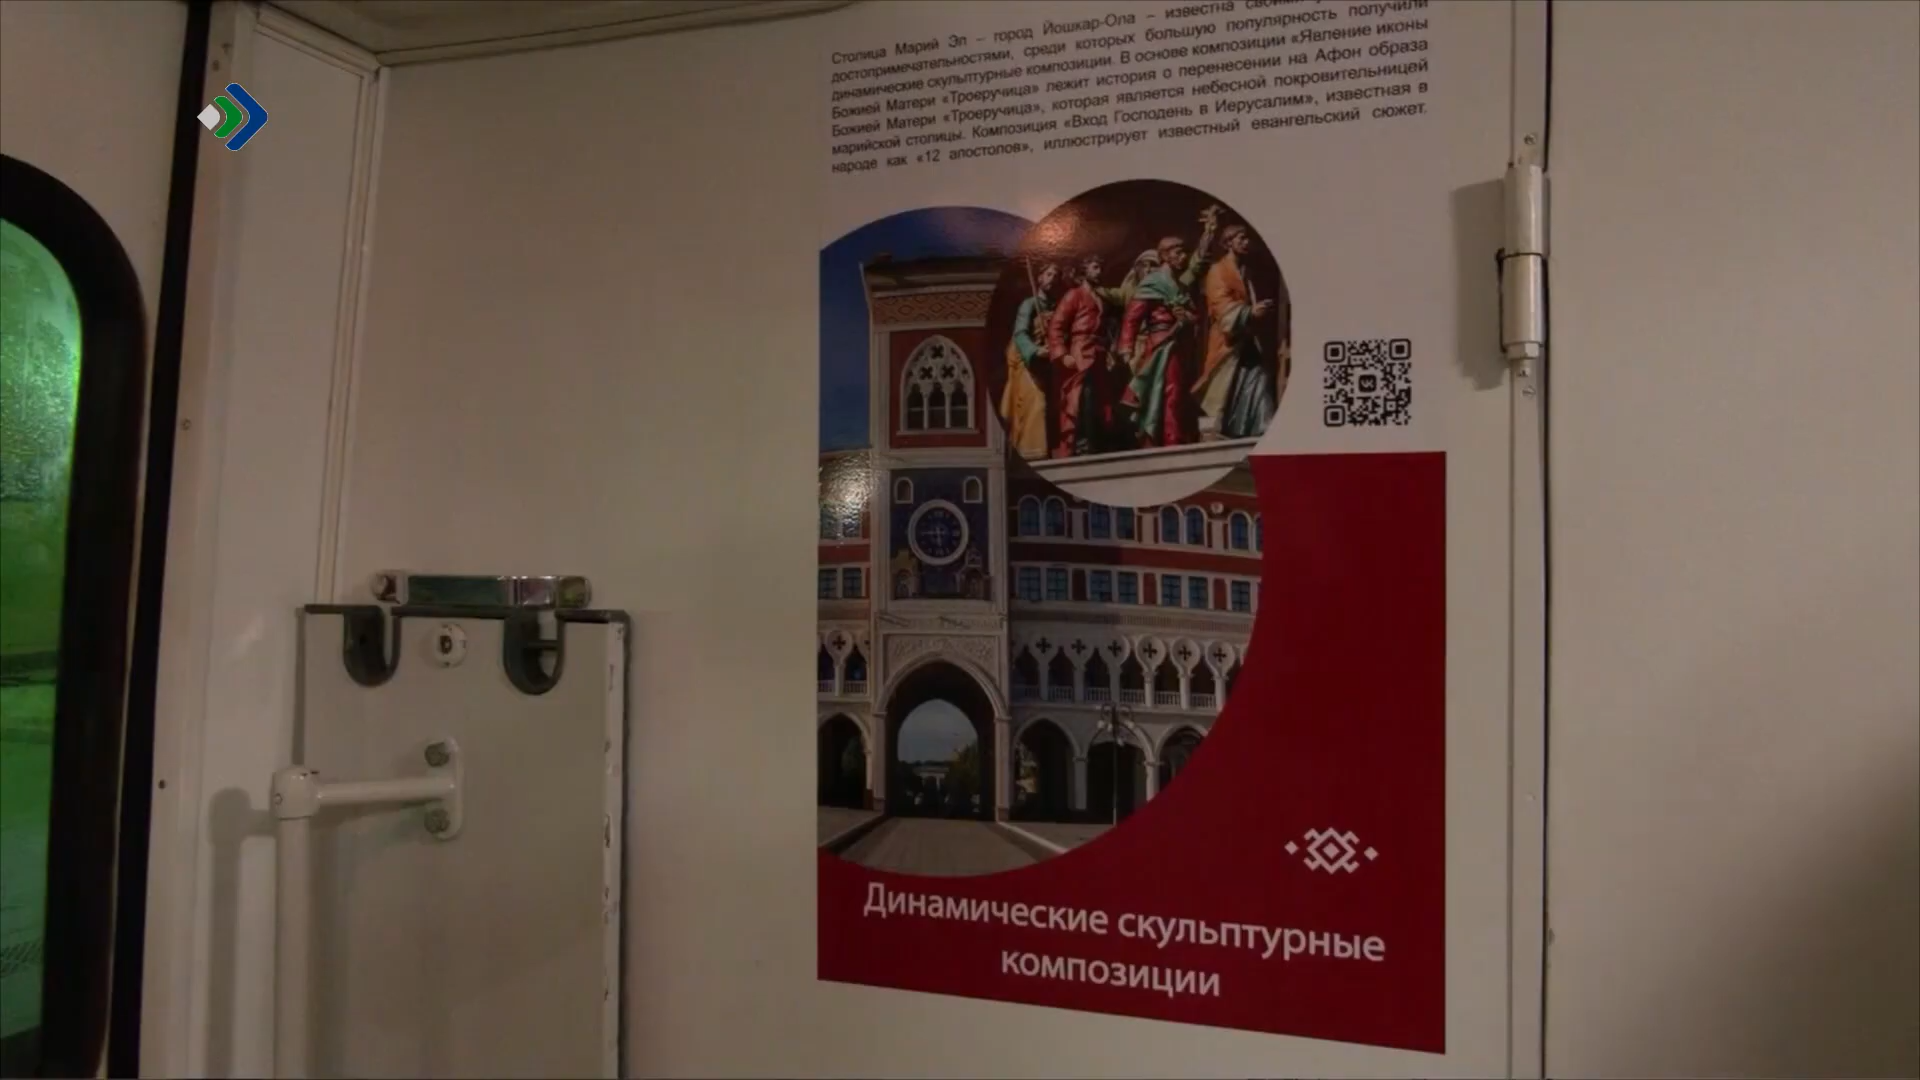 Столица Марий Эл – город Йошкар-Ола – известна своими
достопримечательностями, среди которых большую популярность получили
динамические скульптурные композиции. В основе композиции «Явление иконы
Божией Матери «Троеручица» лежит история о перенесении на Афон образа
Божией Матери «Троеручица», которая является небесной покровительницей
марийской столицы. Композиция «Вход Господень в Иерусалим», известная в
народе как «12 апостолов», иллюстрирует известный евангельский сюжет.
Динамические скульптурные
композиции